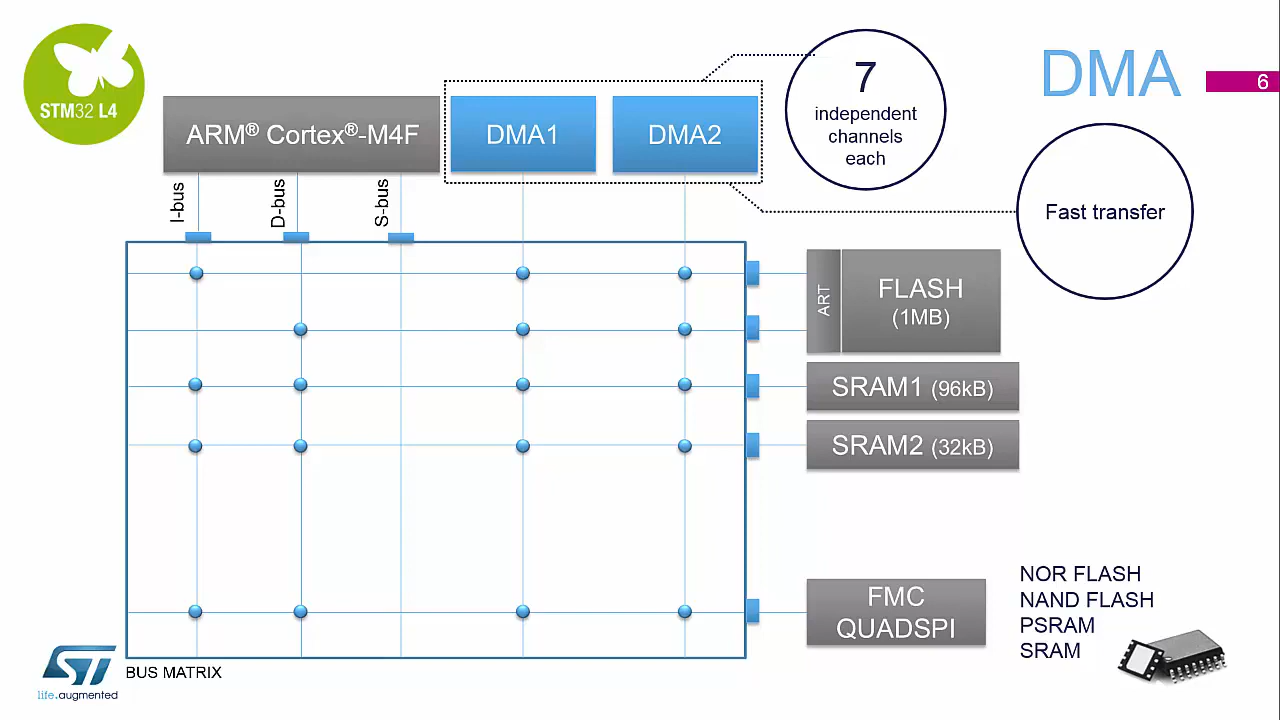 STM32 L4
ARM® Cortex®-M4F
DMA1
DMA2
7
independent
channels
each
DMA
6
Fast transfer
I-bus
D-bus
S-bus
ART
FLASH
(1MB)
SRAM1 (96kB)
SRAM2 (32kB)
FMC
QUADSPI
NOR FLASH
NAND FLASH
PSRAM
SRAM
ST
life.augmented
BUS MATRIX